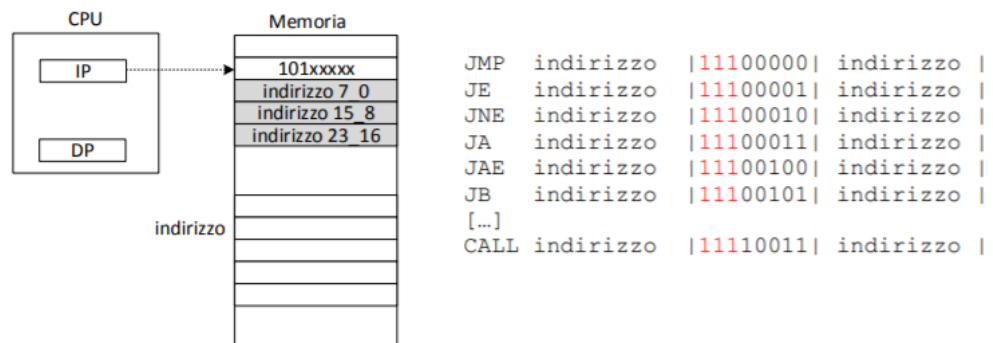 CPU
IP
DP
Memoria
101xxxxx
indirizzo 7_0
indirizzo 15_8
indirizzo 23_16
indirizzo
JMP indirizzo |11100000| indirizzo |
JE indirizzo |11100001| indirizzo |
JNE indirizzo |11100010| indirizzo |
JA indirizzo |11100011| indirizzo |
JAE indirizzo |11100100| indirizzo |
JB indirizzo |11100101| indirizzo |
[…]
CALL indirizzo |11110011| indirizzo |